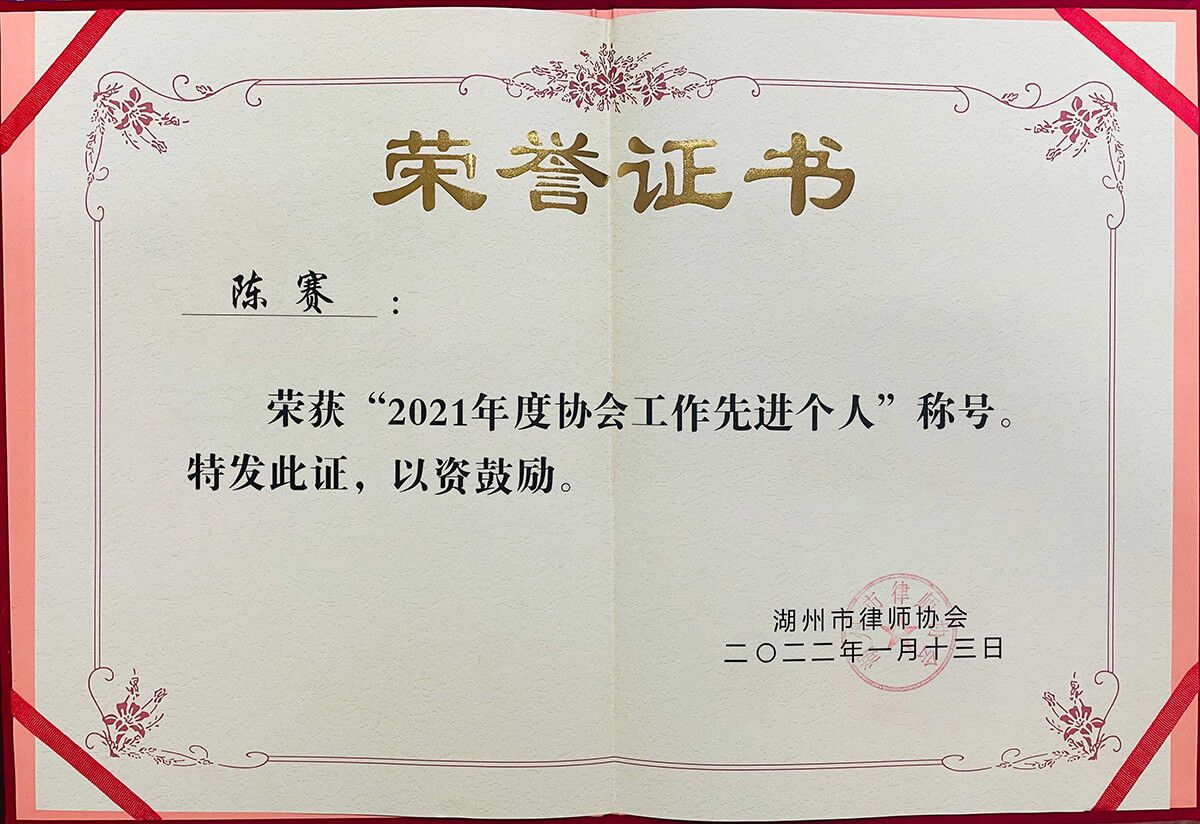 荣誉证书
陈赛：
荣获“2021年度协会工作先进个人”称号。
特发此证，以资鼓励。
湖州市律师协会
二〇二二年一月十三日